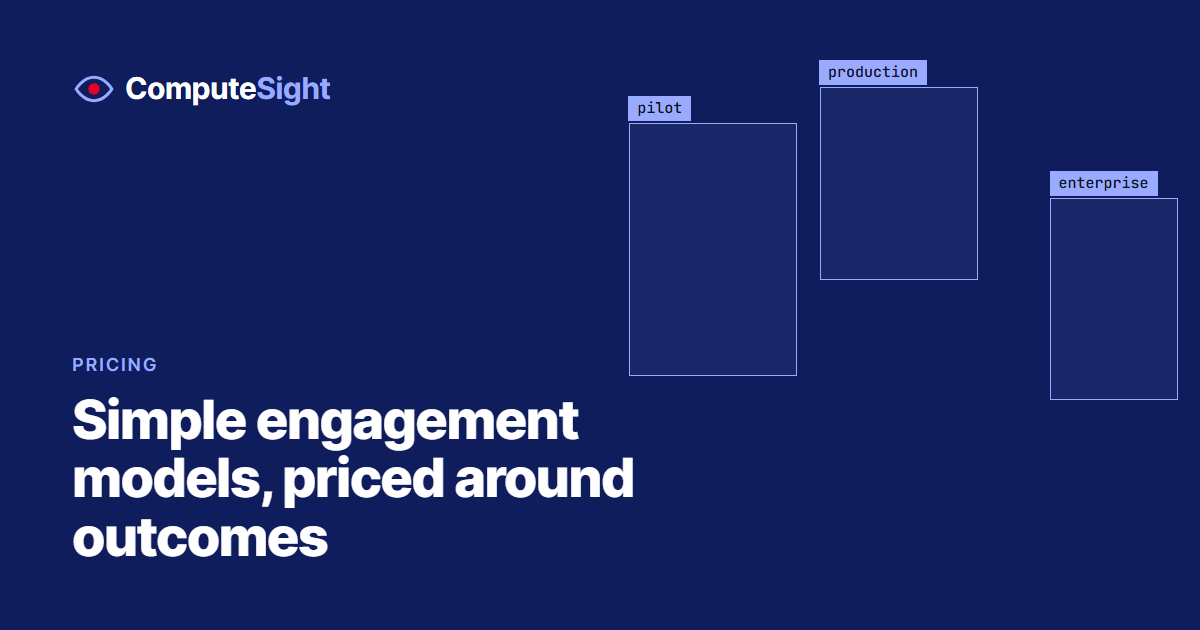 ComputeSight
production
pilot
enterprise
PRICING
Simple engagement
models, priced around
outcomes